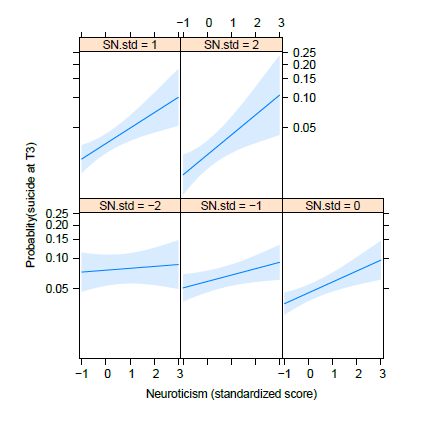 −1 0 1 2 3
SN.std = 1 SN.std = 2
0.25
0.20
0.15
0.10
0.05
Probablity(suicide at T3)
SN.std = −2 SN.std = −1 SN.std = 0
0.25
0.20
0.15
0.10
0.05
−1 0 1 2 3 −1 0 1 2 3
Neuroticism (standardized score)